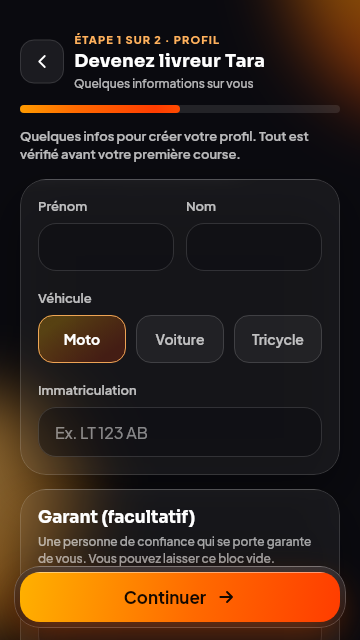 ÉTAPE 1 SUR 2 · PROFIL
Devenez livreur Tara
Quelques informations sur vous
Quelques infos pour créer votre profil. Tout est
vérifié avant votre première course.
Prénom
Nom
Véhicule
Moto
Voiture
Tricycle
Immatriculation
Ex. LT 123 AB
Garant (facultatif)
Une personne de confiance qui se porte garante
de vous. Vous pouvez laisser ce bloc vide.
Continuer →